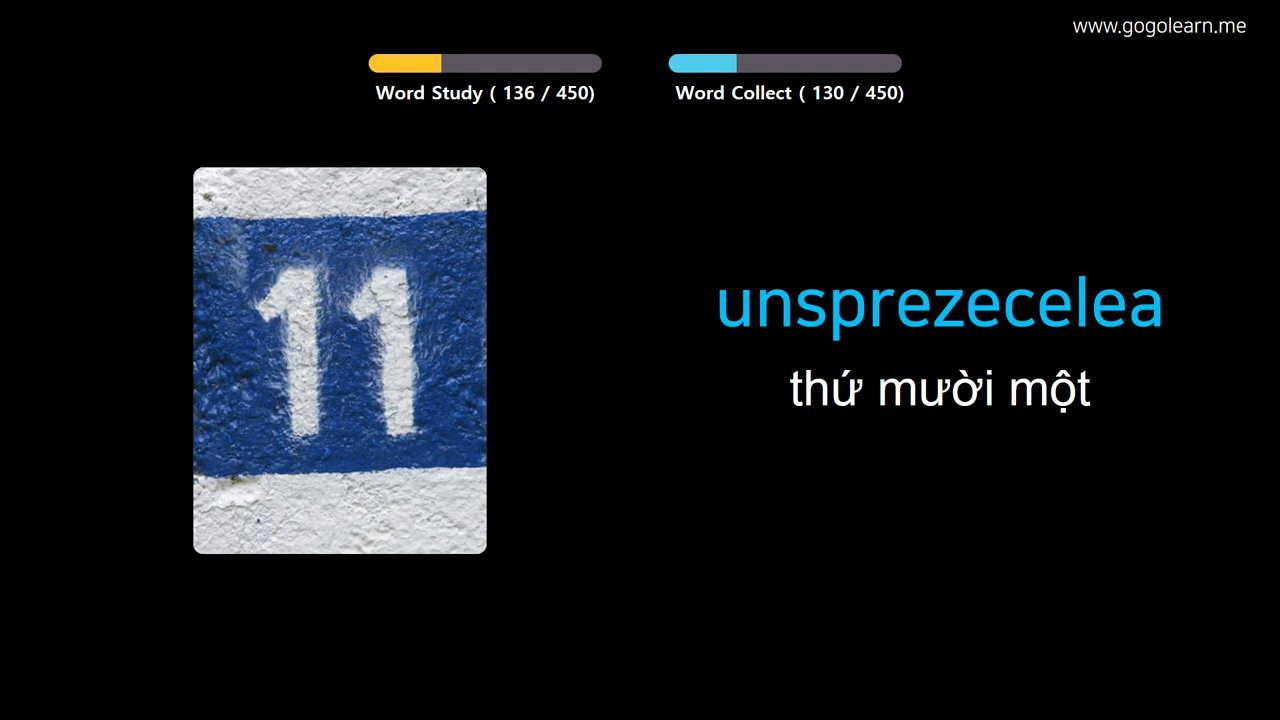 www.gogolearn.me
Word Study ( 136 / 450)
Word Collect ( 130 / 450)
11
unsprezecelea
thứ mười một